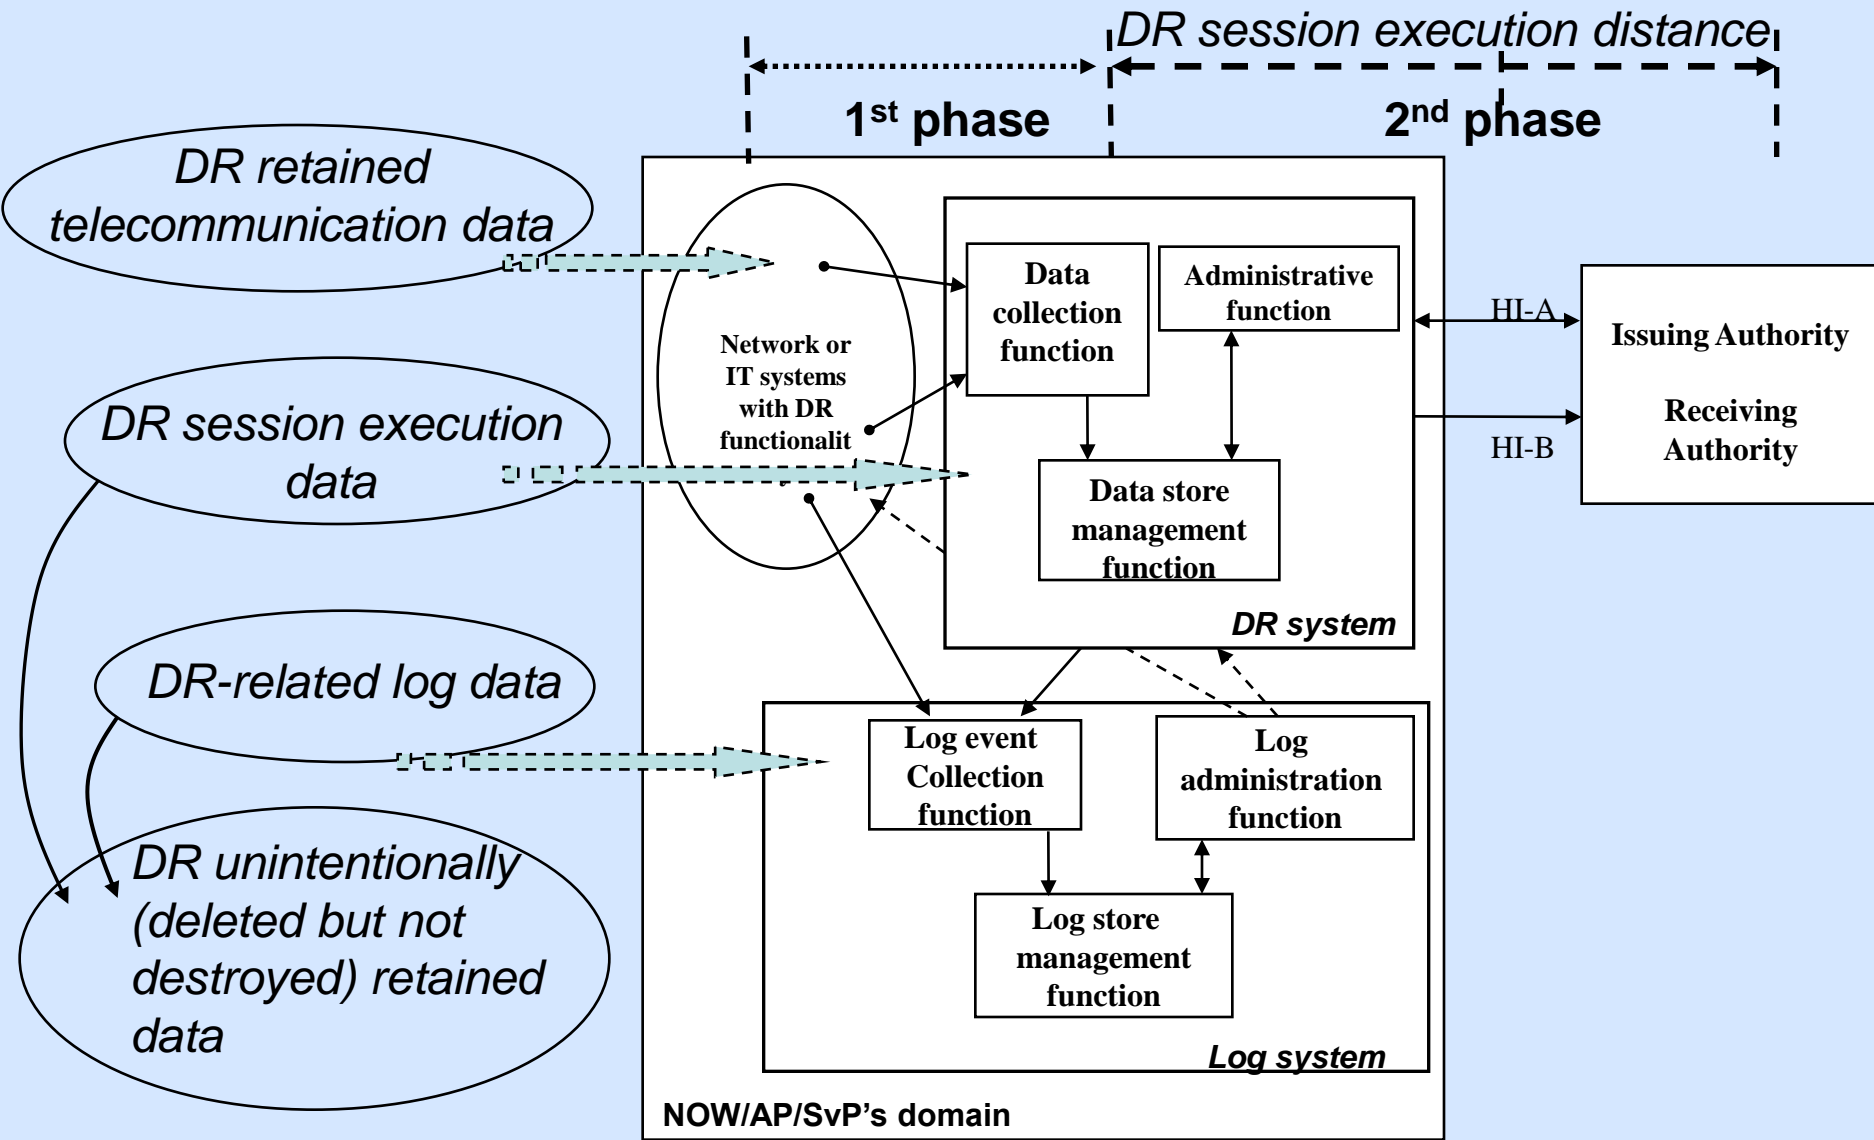 DR session execution distance
1st phase
2nd phase
DR retained
telecommunication data
DR session execution
data
DR-related log data
DR unintentionally
(deleted but not
destroyed) retained
data
Network or
IT systems
with DR
functionalit
Data
collection
function
Administrative
function
Data store
management
function
DR system
HI-A
HI-B
Issuing Authority
Receiving
Authority
Log event
Collection
function
Log
administration
function
Log store
management
function
Log system
NOW/AP/SvP's domain